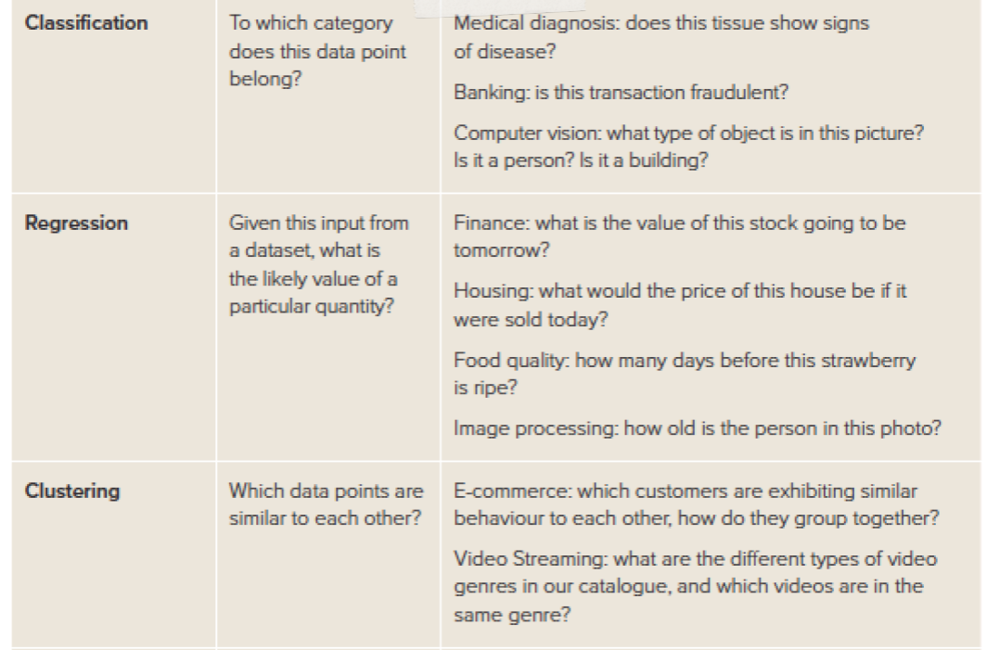 Classification
To which category
does this data point
belong?
Medical diagnosis: does this tissue show signs
of disease?
Banking: is this transaction fraudulent?
Computer vision: what type of object is in this picture?
Is it a person? Is it a building?
Regression
Given this input from
a dataset, what is
the likely value of a
particular quantity?
Finance: what is the value of this stock going to be
tomorrow?
Housing: what would the price of this house be if it
were sold today?
Food quality: how many days before this strawberry
is ripe?
Image processing: how old is the person in this photo?
Clustering
Which data points are
similar to each other?
E-commerce: which customers are exhibiting similar
behaviour to each other, how do they group together?
Video Streaming: what are the different types of video
genres in our catalogue, and which videos are in the
same genre?